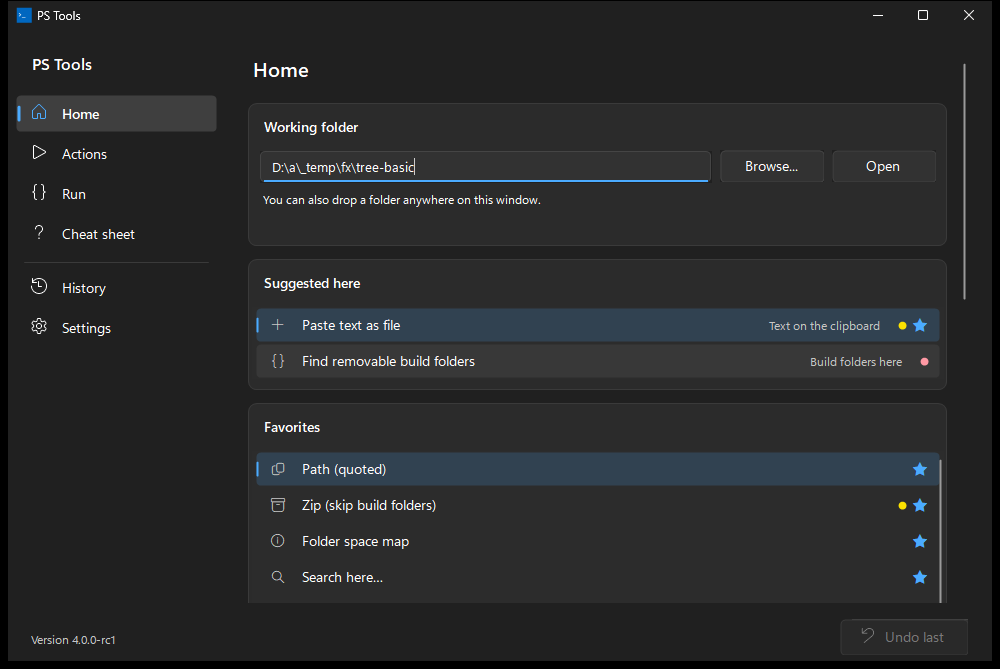 PS Tools
PS Tools
Home
Actions
Run
Cheat sheet
History
Settings
Home
Working folder
D:\a\_temp\fx\tree-basic
Browse...
Open
You can also drop a folder anywhere on this window.
Suggested here
Paste text as file
Text on the clipboard
Find removable build folders
Build folders here
Favorites
Path (quoted)
Zip (skip build folders)
Folder space map
Search here...
Version 4.0.0-rc1
Undo last